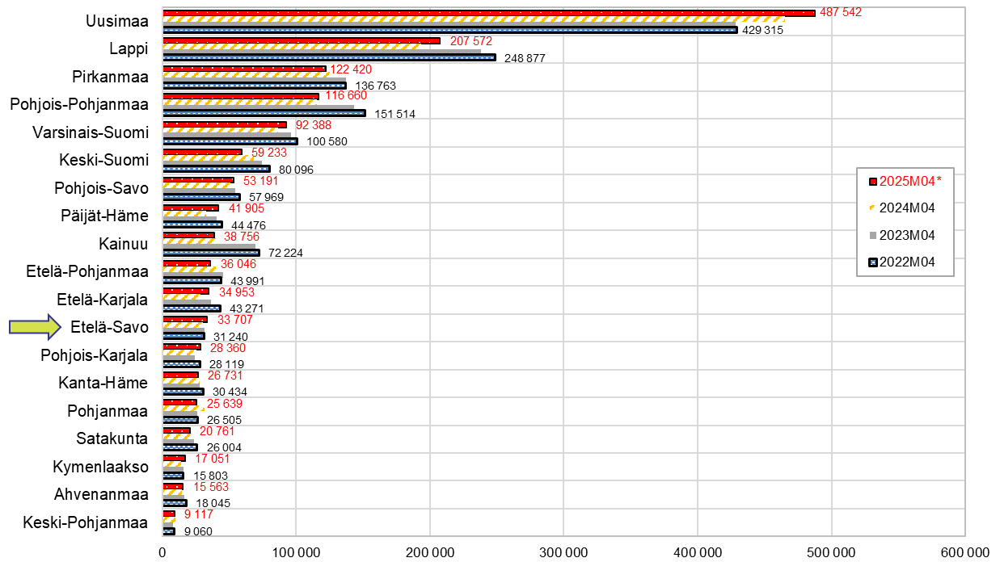 Uusimaa 487 542
429 315
Lappi 207 572
248 877
Pirkanmaa 122 420
136 763
Pohjois-Pohjanmaa 116 660
151 514
Varsinais-Suomi 92 388
100 580
Keski-Suomi 59 233
80 096
Pohjois-Savo 53 191
57 969
Päijät-Häme 41 905
44 476
Kainuu 38 756
72 224
Etelä-Pohjanmaa 36 046
43 991
Etelä-Karjala 34 953
43 271
Etelä-Savo 33 707
31 240
Pohjois-Karjala 28 360
28 119
Kanta-Häme 26 731
30 434
Pohjanmaa 25 639
26 505
Satakunta 20 761
26 004
Kymenlaakso 17 051
15 803
Ahvenanmaa 15 563
18 045
Keski-Pohjanmaa 9 117
9 060
2025M04*
2024M04
2023M04
2022M04
0 100 000 200 000 300 000 400 000 500 000 600 000